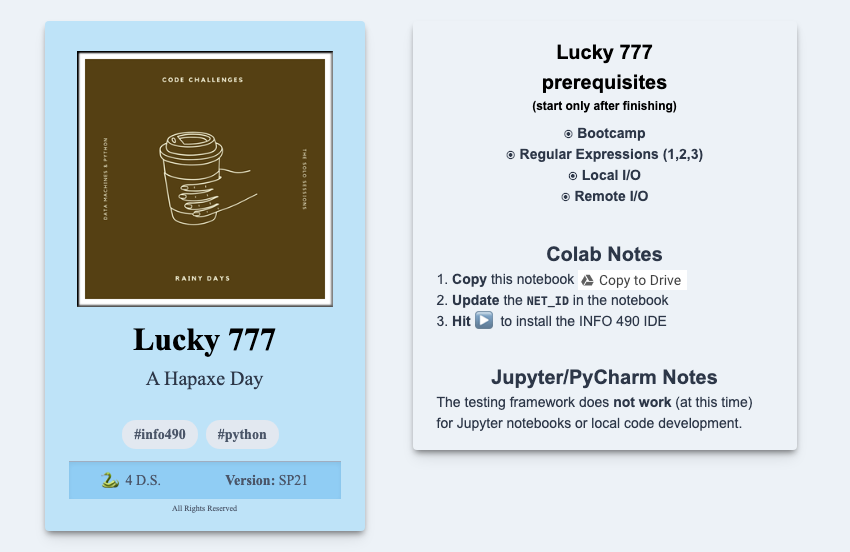 CODE CHALLENGES
DATA MACHINES & PYTHON
THE SOLO SESSIONS
RAINY DAYS
Lucky 777
A Hapaxe Day
#info490 #python
🐍 4 D.S. Version: SP21
All Rights Reserved
Lucky 777
prerequisites
(start only after finishing)
⦿ Bootcamp
⦿ Regular Expressions (1,2,3)
⦿ Local I/O
⦿ Remote I/O
Colab Notes
1. Copy this notebook Copy to Drive
2. Update the NET_ID in the notebook
3. Hit ▶️ to install the INFO 490 IDE
Jupyter/PyCharm Notes
The testing framework does not work (at this time)
for Jupyter notebooks or local code development.